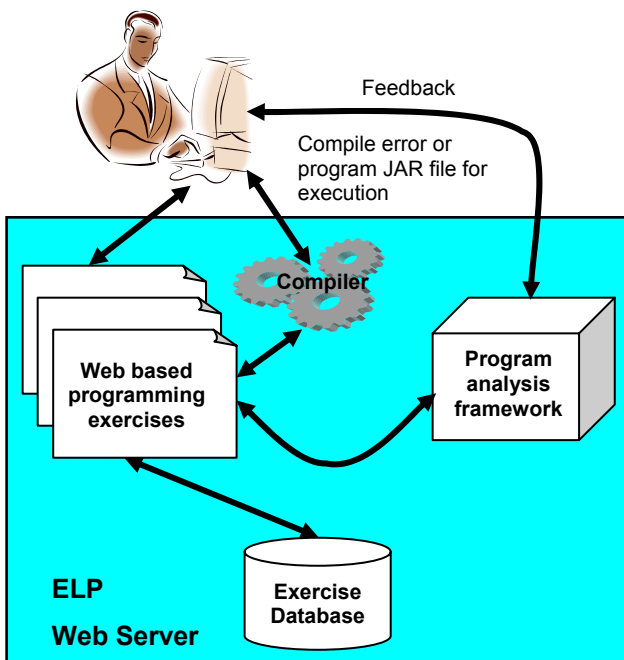 Feedback
Compile error or
program JAR file for
execution
Compiler
Web based
programming
exercises
Program
analysis
framework
Exercise
Database
ELP
Web Server